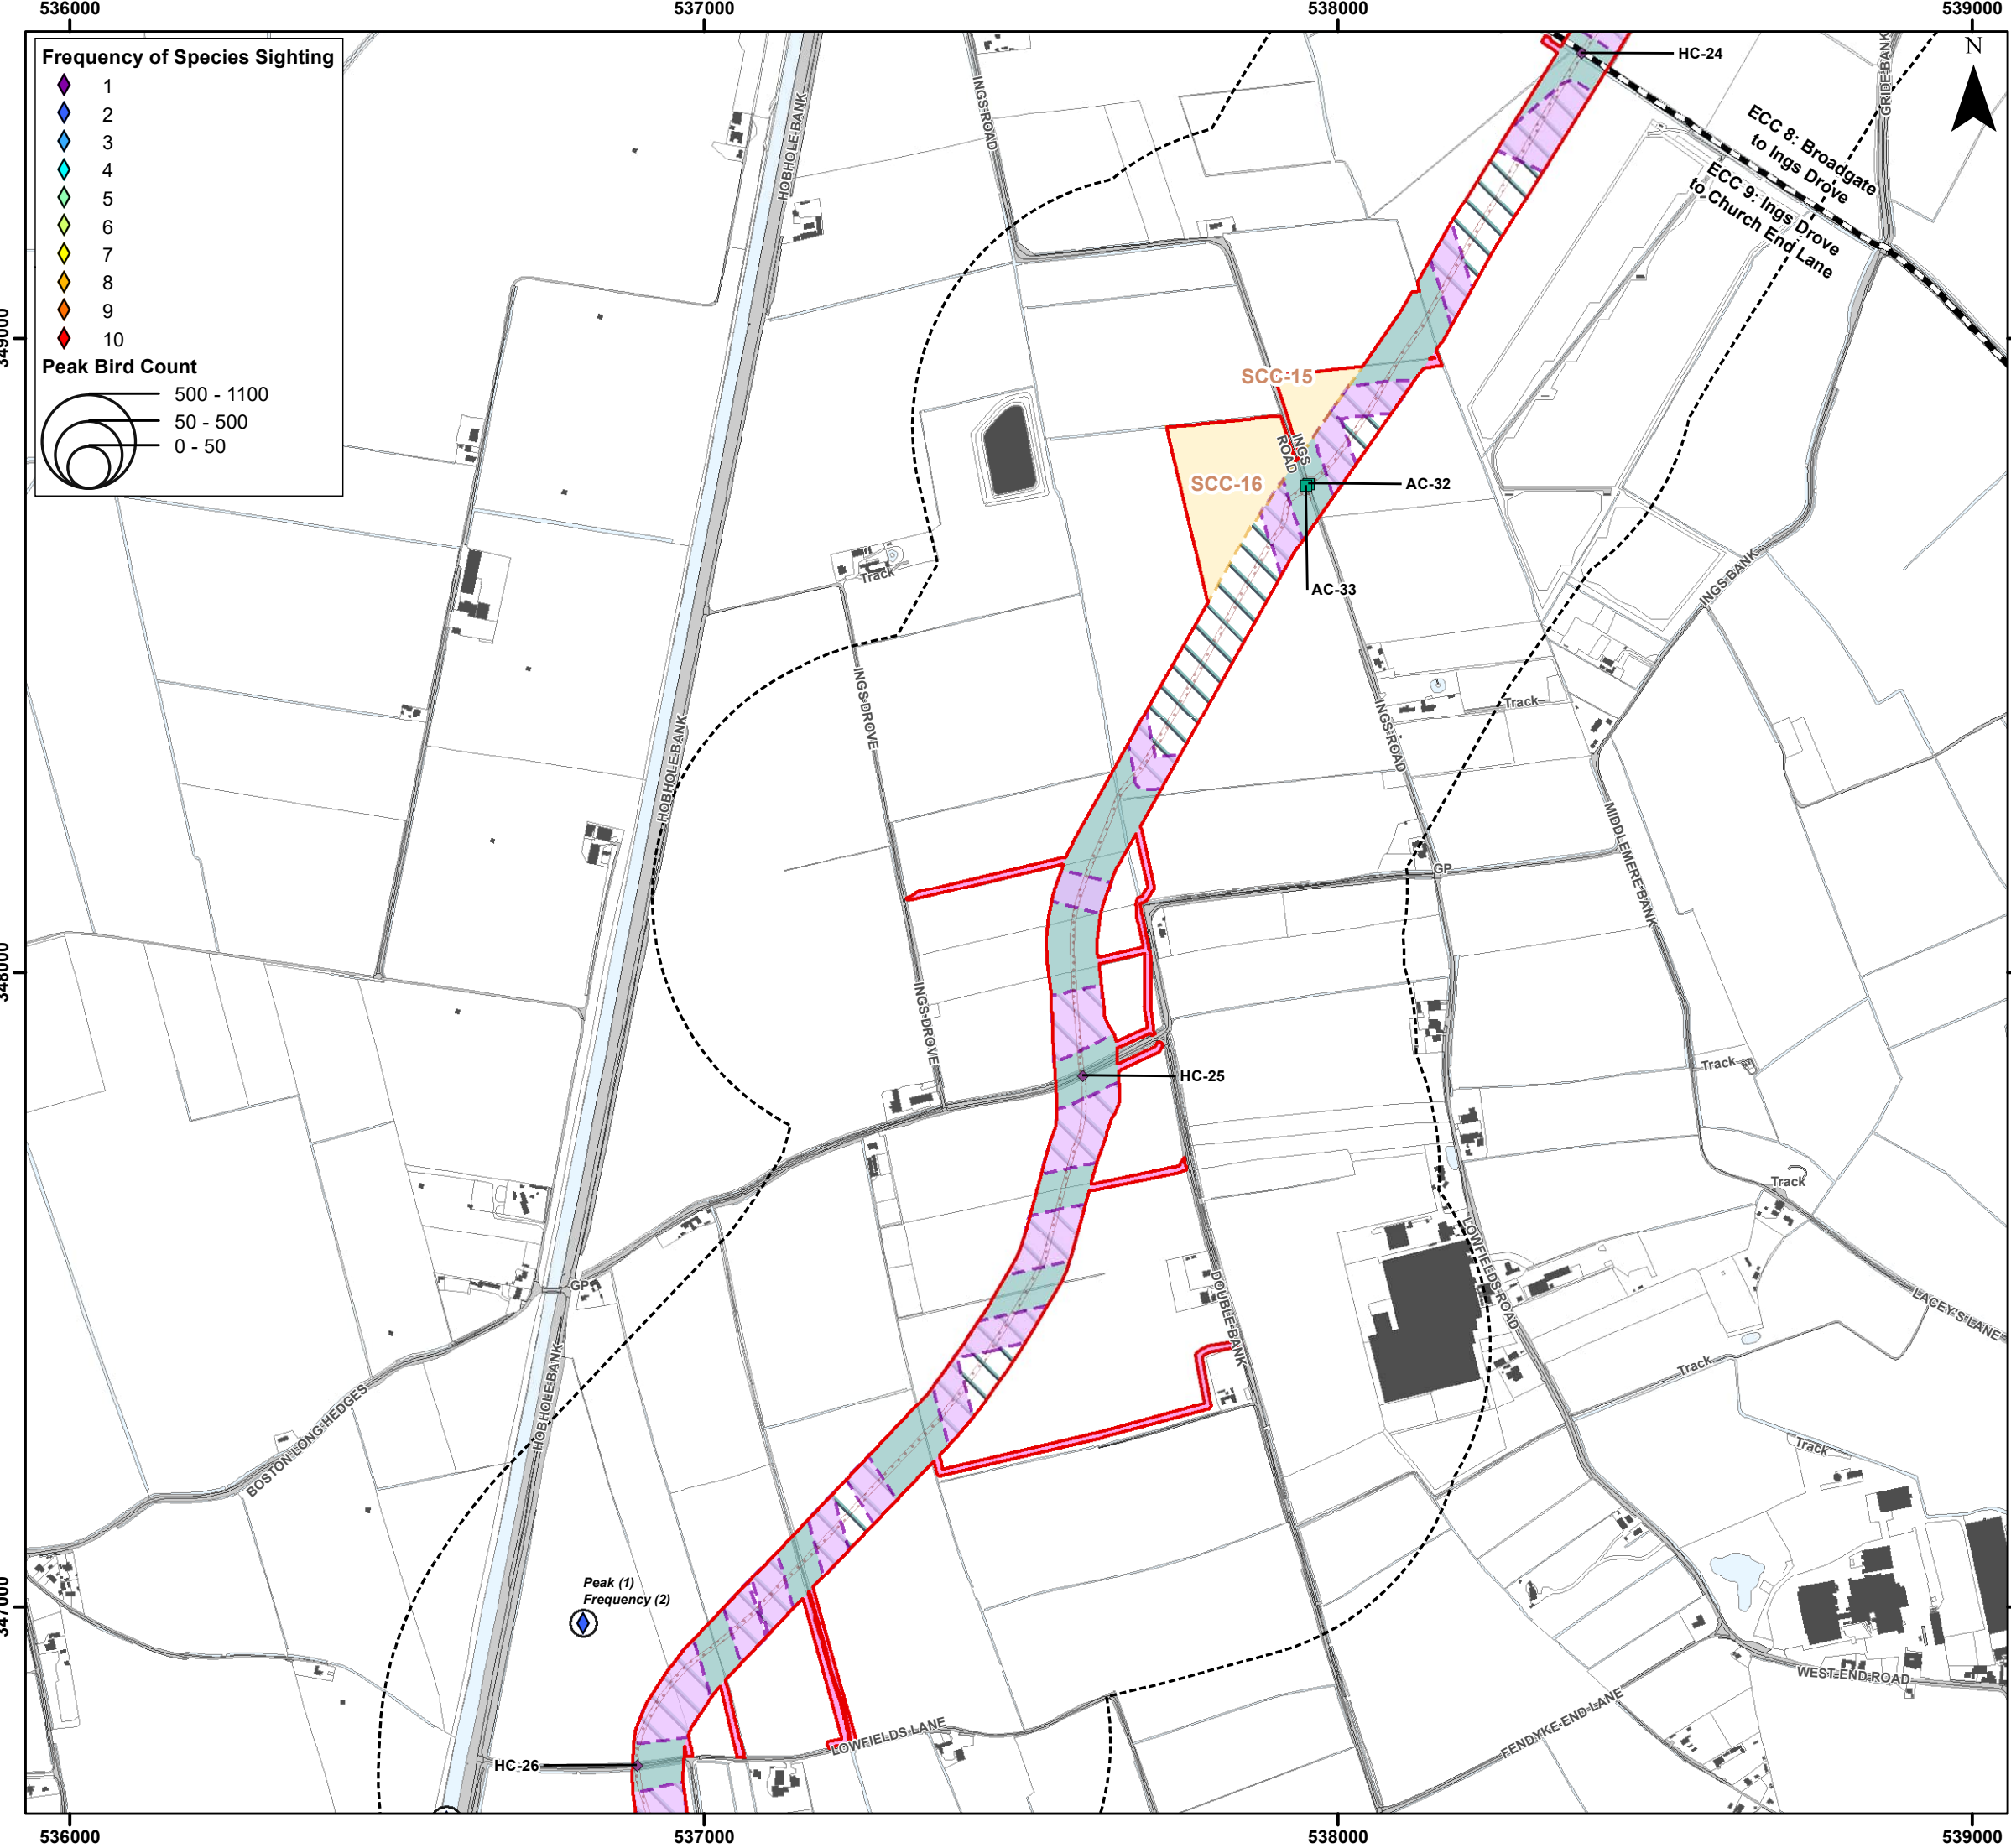 536000
537000
538000
539000
Frequency of Species Sighting
1
2
3
4
5
6
7
8
9
10
Peak Bird Count
500 - 1100
50 - 500
0 - 50
N
HC-24
GRIDE BANK
ECC 8: Broadgate
to Ings Drove
ECC 9: Ings Drove
to Church End Lane
INGS ROAD
HOBHOLE BANK
349000
SCC-15
INGS
ROAD
SCC-16
AC-32
AC-33
Track
INGS BANK
INGS DROVE
HOBHOLE BANK
INGS ROAD
Track
MIDDLEMERE BANK
GP
348000
INGS DROVE
HC-25
Track
Track
GP
LOWFIELDS ROAD
DOUBLE BANK
LACEY'S LANE
Track
BOSTON LONG HEDGES
HOBHOLE BANK
Track
347000
Peak (1)
Frequency (2)
WEST END ROAD
LOWFIELDS LANE
FENDYKE END LANE
HC-26
536000
537000
538000
539000